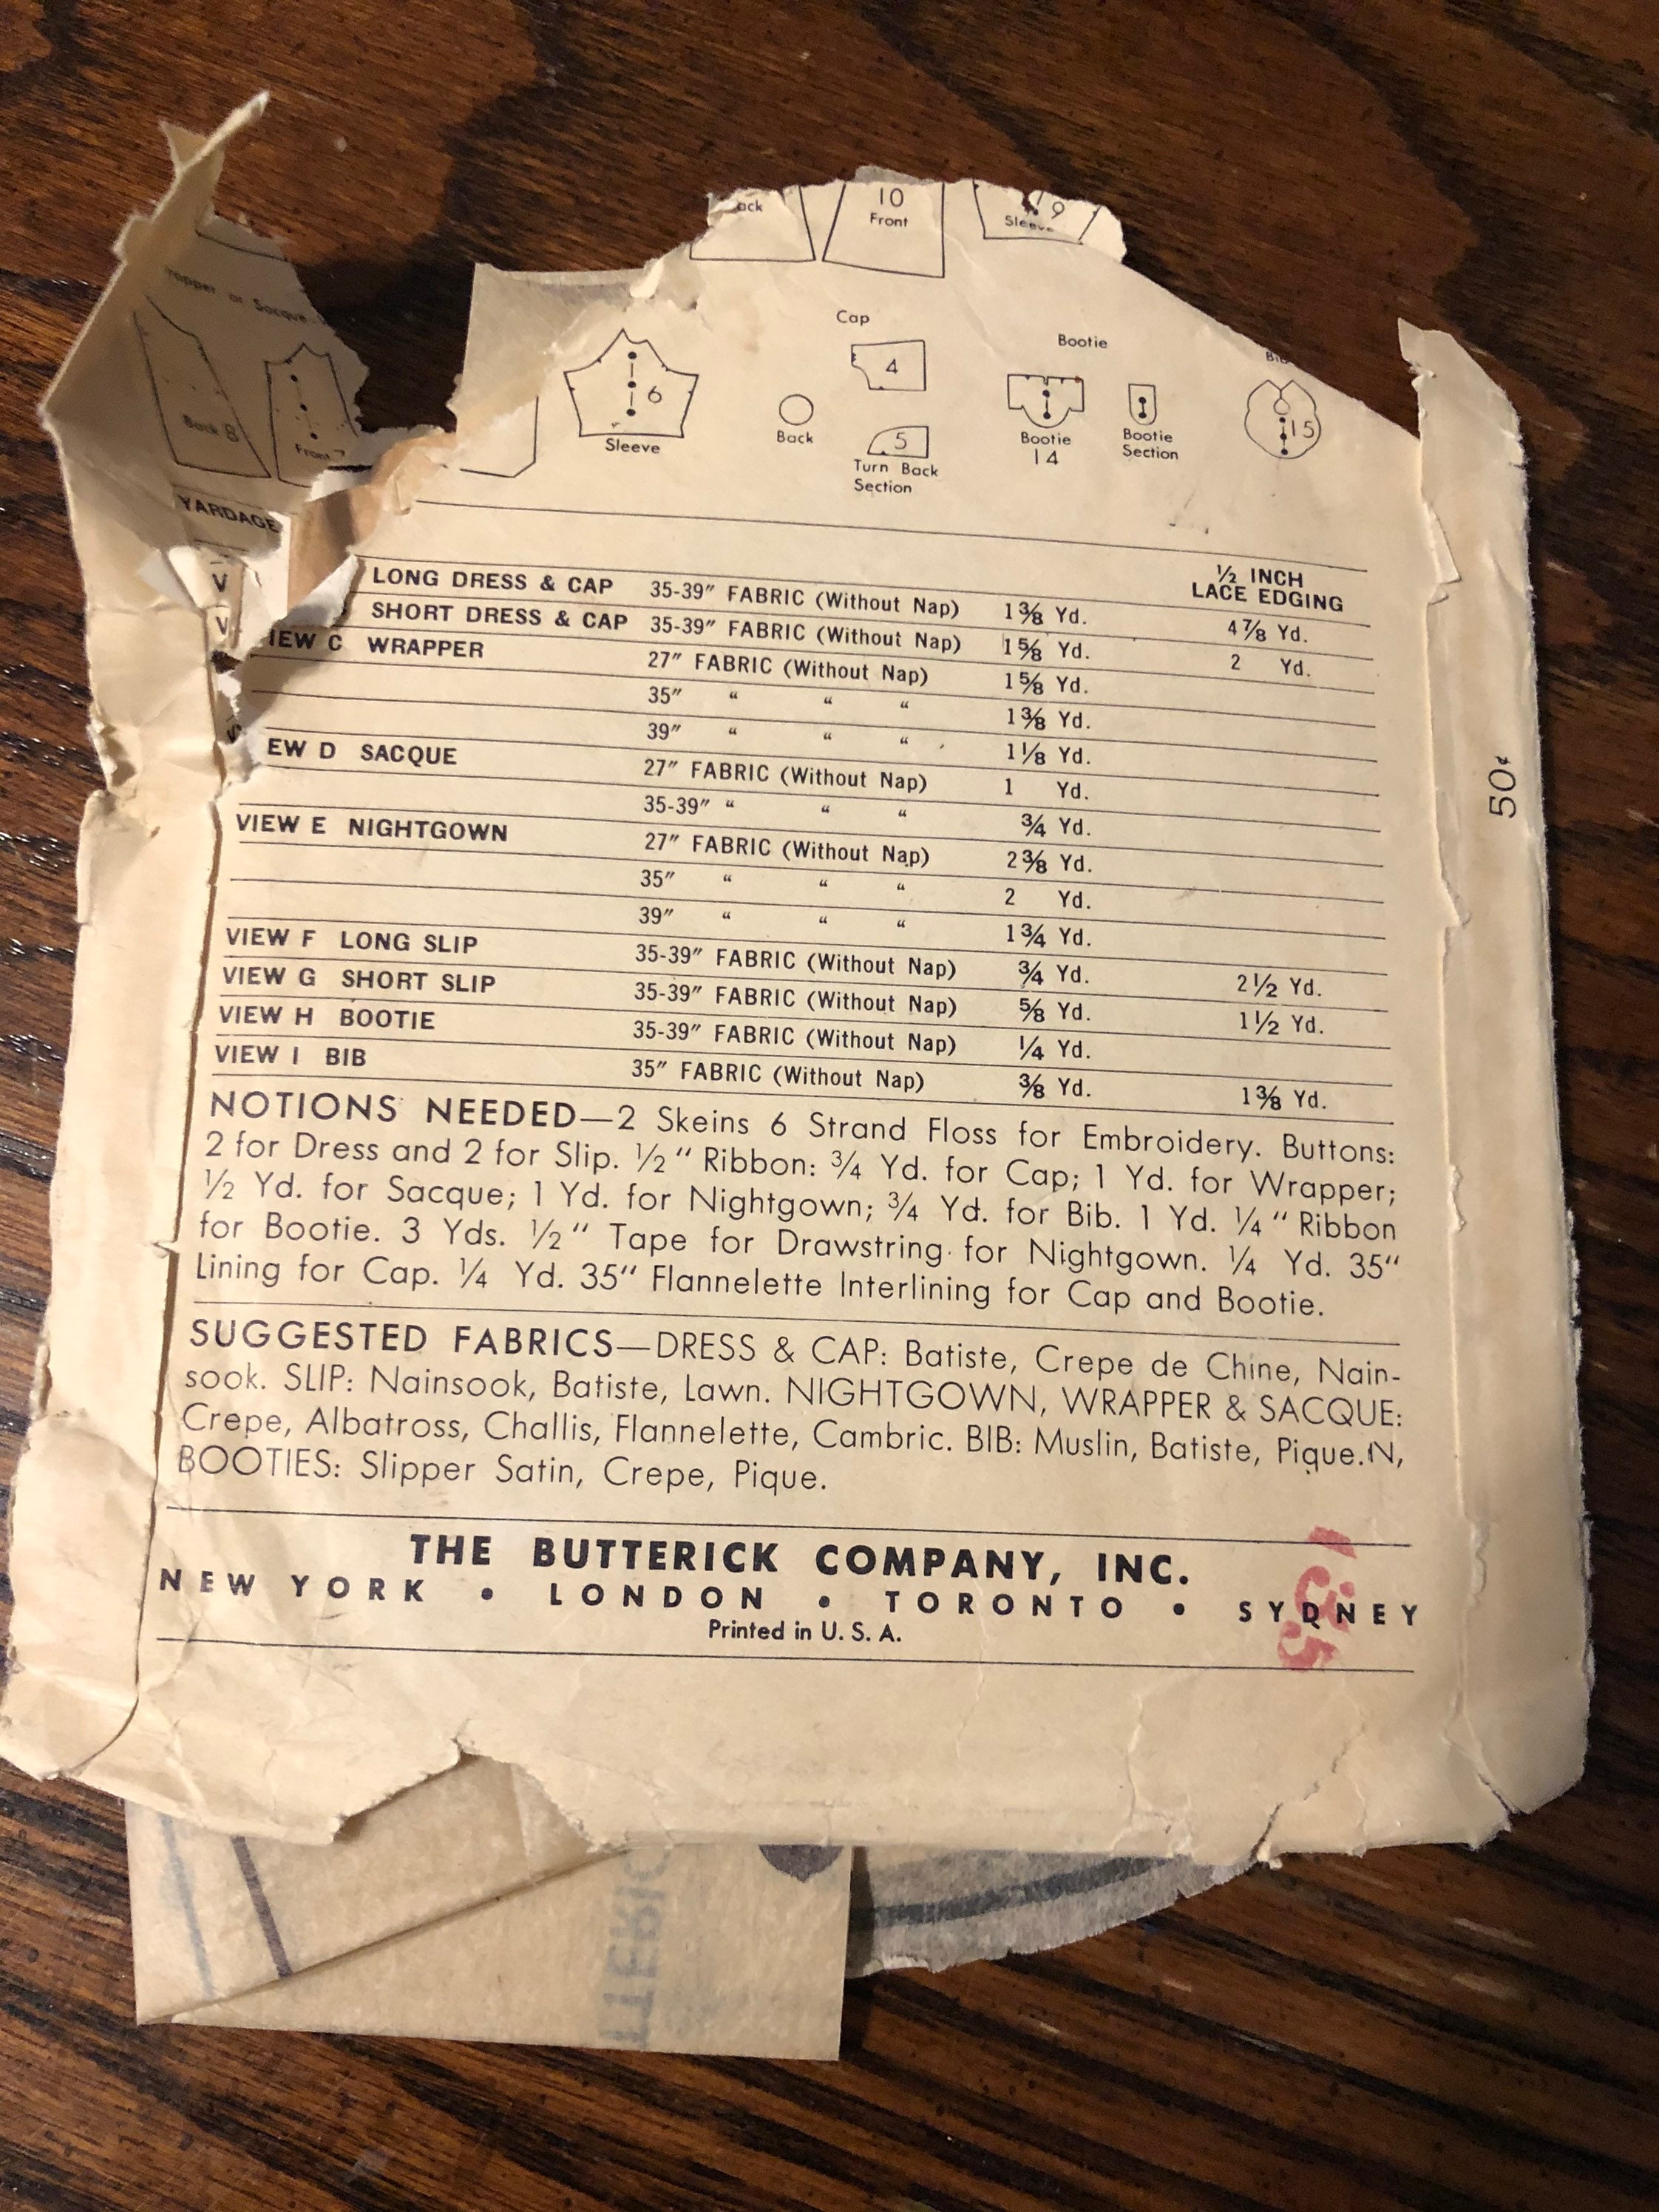 10
Front
Cap
Bootie
4
6
Back 8
Sleeve
Back
5
Turn Back
Section
Bootie
14
Bootie
Section
15
YARDAGE
½ INCH
LACE EDGING
V LONG DRESS & CAP 35-39" FABRIC (Without Nap) 1⅜ Yd. 4⅞ Yd.
V SHORT DRESS & CAP 35-39" FABRIC (Without Nap) 1⅝ Yd. 2 Yd.
IEW C WRAPPER 27" FABRIC (Without Nap) 1⅝ Yd.
35" " " " 1⅜ Yd.
39" " " " 1⅛ Yd.
EW D SACQUE 27" FABRIC (Without Nap) 1 Yd.
35-39" " " " ¾ Yd.
VIEW E NIGHTGOWN 27" FABRIC (Without Nap) 2⅜ Yd.
35" " " " 2 Yd.
39" " " " 1¾ Yd.
VIEW F LONG SLIP 35-39" FABRIC (Without Nap) ¾ Yd. 2½ Yd.
VIEW G SHORT SLIP 35-39" FABRIC (Without Nap) ⅝ Yd. 1½ Yd.
VIEW H BOOTIE 35-39" FABRIC (Without Nap) ¼ Yd.
VIEW I BIB 35" FABRIC (Without Nap) ⅜ Yd. 1⅜ Yd.
NOTIONS NEEDED—2 Skeins 6 Strand Floss for Embroidery. Buttons:
2 for Dress and 2 for Slip. ½" Ribbon: ¾ Yd. for Cap; 1 Yd. for Wrapper;
½ Yd. for Sacque; 1 Yd. for Nightgown; ¾ Yd. for Bib. 1 Yd. ¼" Ribbon
for Bootie. 3 Yds. ½" Tape for Drawstring for Nightgown. ¼ Yd. 35"
Lining for Cap. ¼ Yd. 35" Flannelette Interlining for Cap and Bootie.
SUGGESTED FABRICS—DRESS & CAP: Batiste, Crepe de Chine, Nain-
sook. SLIP: Nainsook, Batiste, Lawn. NIGHTGOWN, WRAPPER & SACQUE:
Crepe, Albatross, Challis, Flannelette, Cambric. BIB: Muslin, Batiste, Pique.N,
BOOTIES: Slipper Satin, Crepe, Pique.
THE BUTTERICK COMPANY, INC.
NEW YORK • LONDON • TORONTO • SYDNEY
Printed in U. S. A.
50¢